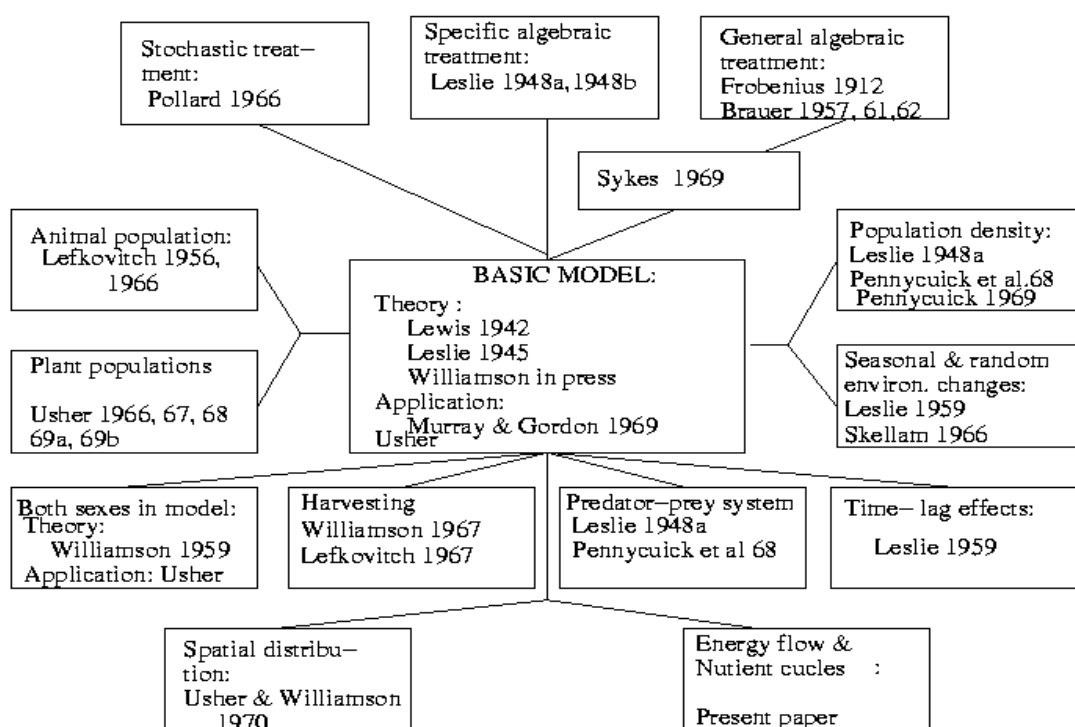 Stochastic treat-
ment:
Pollard 1966
Specific algebraic
treatment:
Leslie 1948a, 1948b
General algebraic
treatment:
Frobenius 1912
Brauer 1957, 61,62
Sykes 1969
Animal population:
Lefkovitch 1956,
1966
Population density:
Leslie 1948a
Pennycuick et al.68
Pennycuick 1969
BASIC MODEL:
Theory :
Lewis 1942
Leslie 1945
Williamson in press
Application:
Murray & Gordon 1969
Usher
Plant populations
Usher 1966, 67, 68
69a, 69b
Seasonal & random
environ. changes:
Leslie 1959
Skellam 1966
Both sexes in model:
Theory:
Williamson 1959
Application: Usher
Harvesting
Williamson 1967
Lefkovitch 1967
Predator-prey system
Leslie 1948a
Pennycuick et al 68
Time- lag effects:
Leslie 1959
Spatial distribu-
tion:
Usher & Williamson
1970
Energy flow &
Nutient cucles :
Present paper